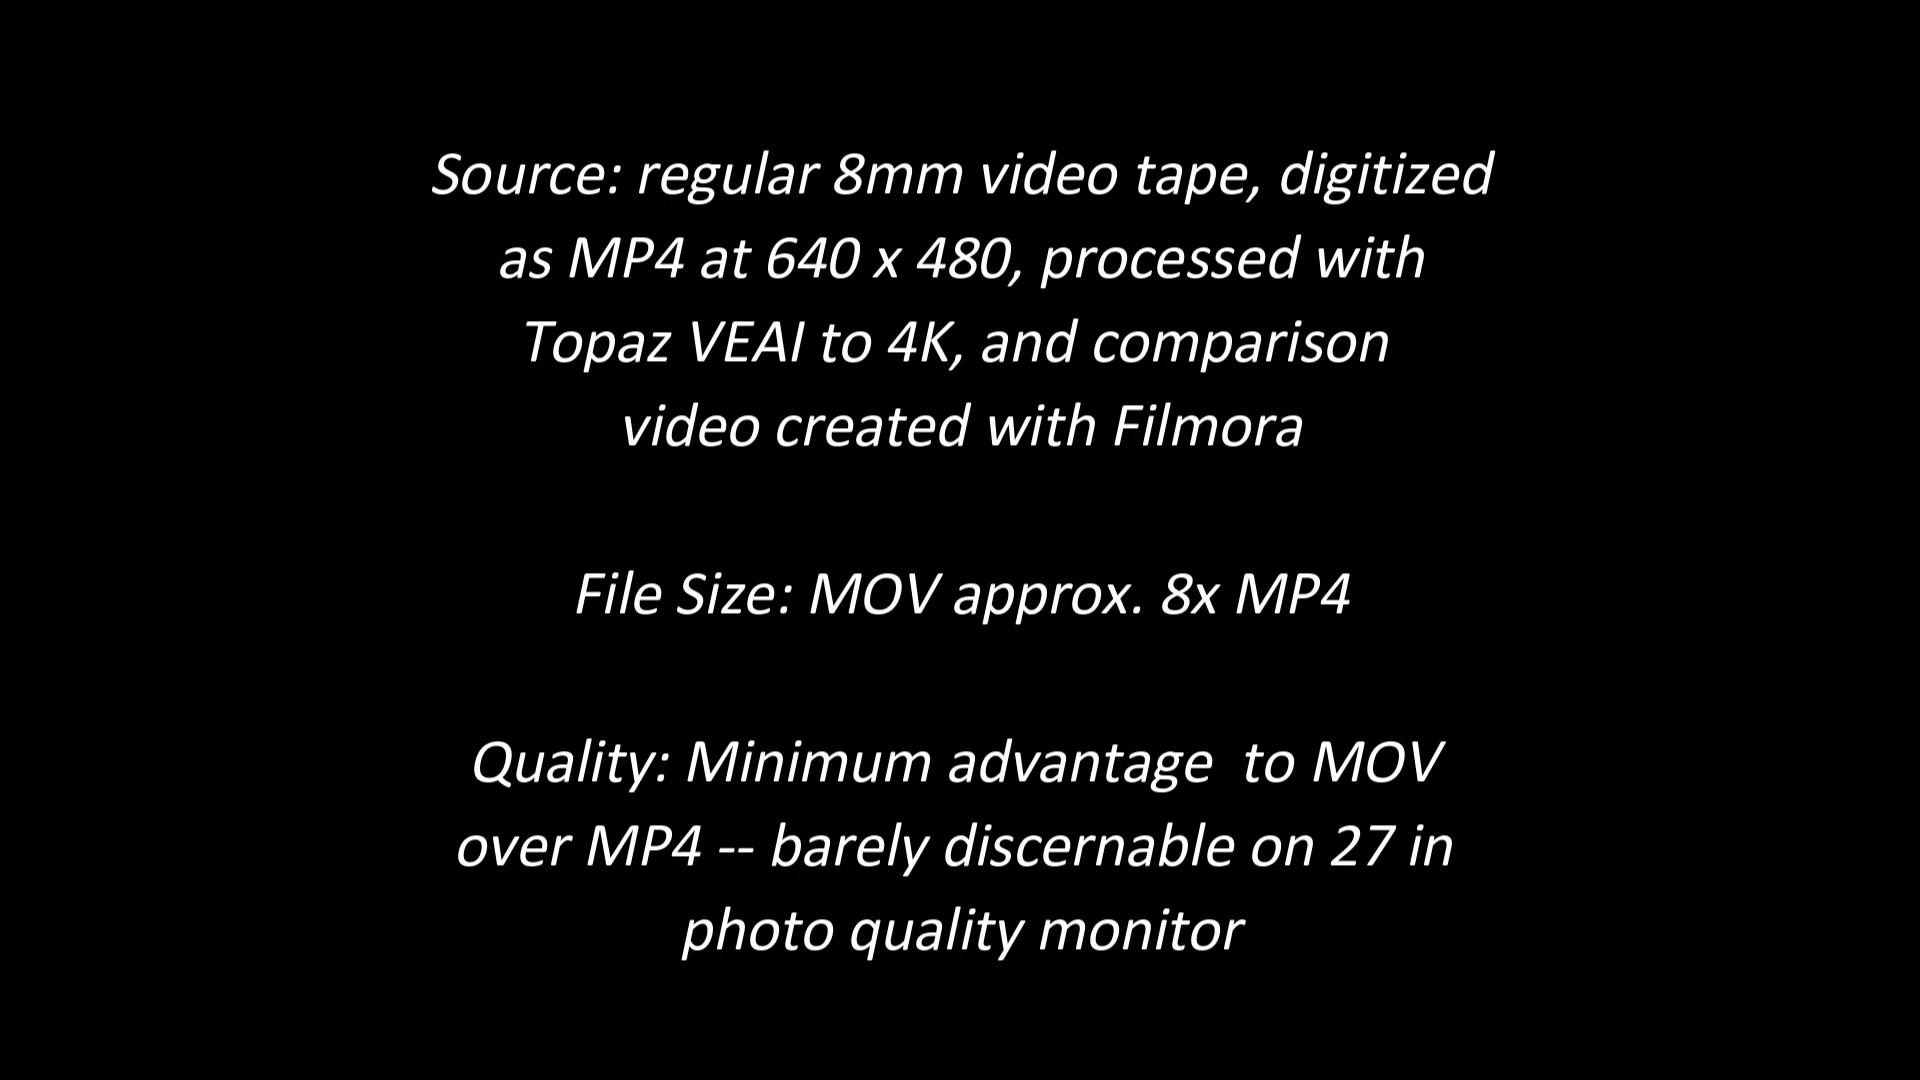 Source: regular 8mm video tape, digitized
as MP4 at 640 x 480, processed with
Topaz VEAI to 4K, and comparison
video created with Filmora
File Size: MOV approx. 8x MP4
Quality: Minimum advantage  to MOV
over MP4 -- barely discernable on 27 in
photo quality monitor